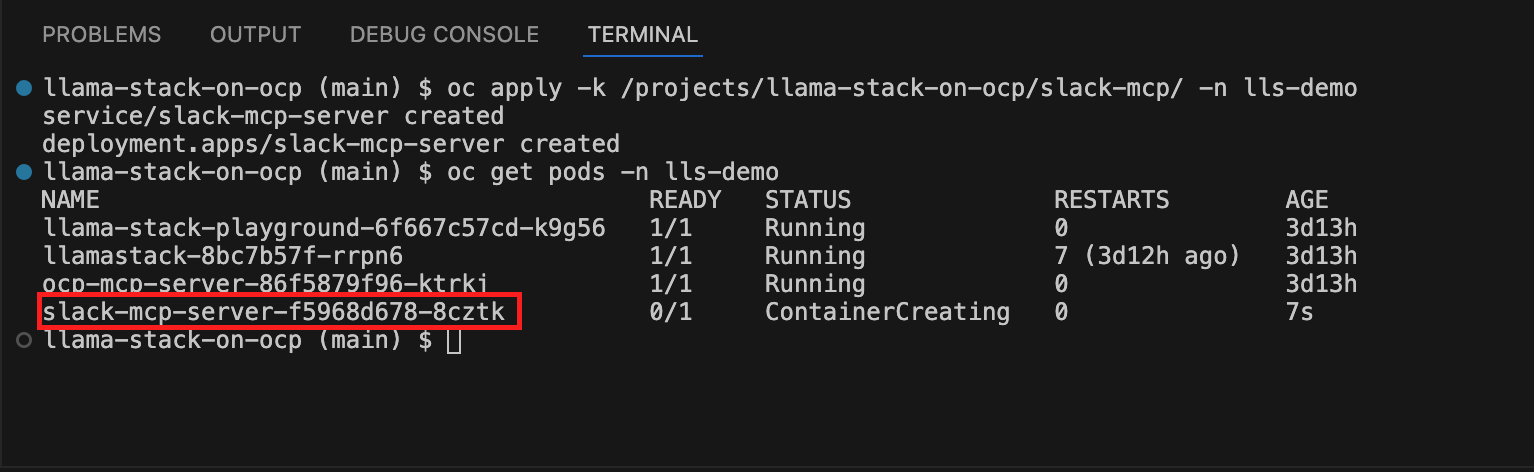 PROBLEMS OUTPUT DEBUG CONSOLE TERMINAL
llama-stack-on-ocp (main) $ oc apply -k /projects/llama-stack-on-ocp/slack-mcp/ -n lls-demo
service/slack-mcp-server created
deployment.apps/slack-mcp-server created
llama-stack-on-ocp (main) $ oc get pods -n lls-demo
NAME READY STATUS RESTARTS AGE
llama-stack-playground-6f667c57cd-k9g56 1/1 Running 0 3d13h
llamastack-8bc7b57f-rrpn6 1/1 Running 7 (3d12h ago) 3d13h
ocp-mcp-server-86f5879f96-ktrkj 1/1 Running 0 3d13h
slack-mcp-server-f5968d678-8cztk 0/1 ContainerCreating 0 7s
llama-stack-on-ocp (main) $